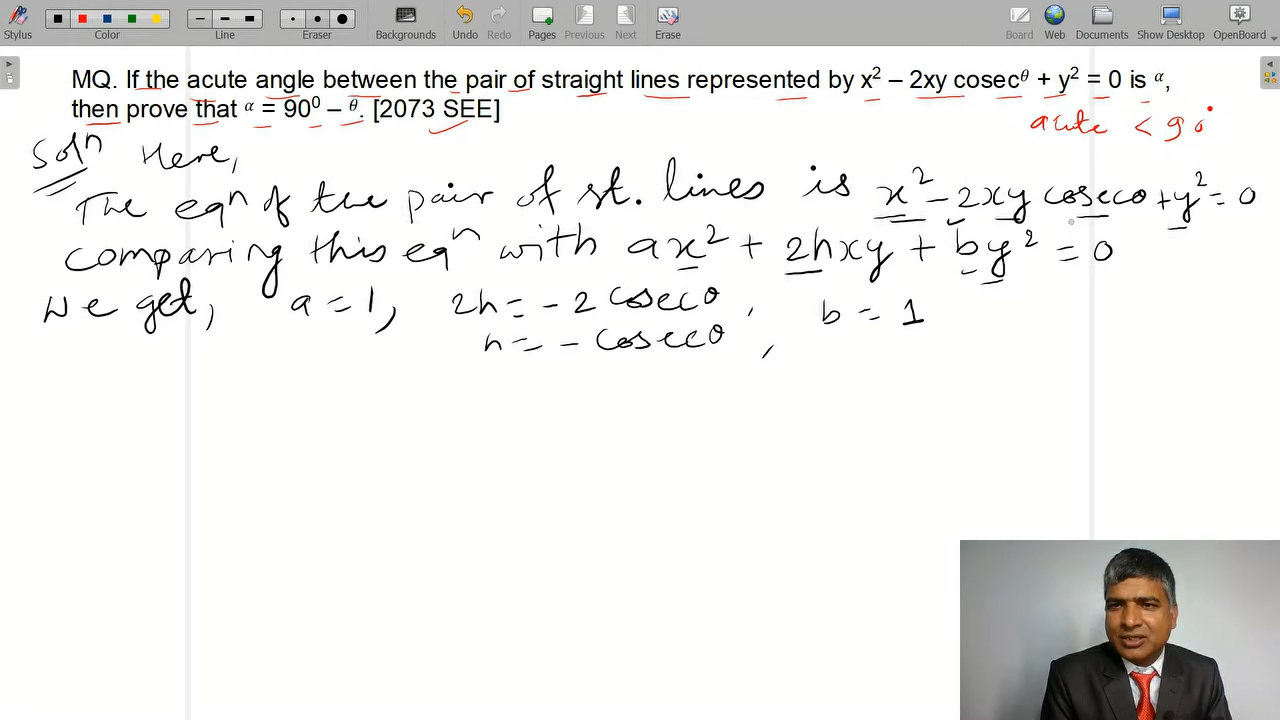 Stylus Color Line Eraser Backgrounds Undo Redo Pages Previous Next Erase Board Web Documents Show Desktop OpenBoard
MQ. If the acute angle between the pair of straight lines represented by x² – 2xy cosecᶿ + y² = 0 is α,
then prove that α = 90⁰ – θ. [2073 SEE]
acute < 90°
Solⁿ Here,
The eqⁿ of the pair of st. lines is x² - 2xy cosecθ + y² = 0
comparing this eqⁿ with ax² + 2hxy + by² = 0
we get, a = 1, 2h = - 2 cosecθ, b = 1
h = - cosecθ,